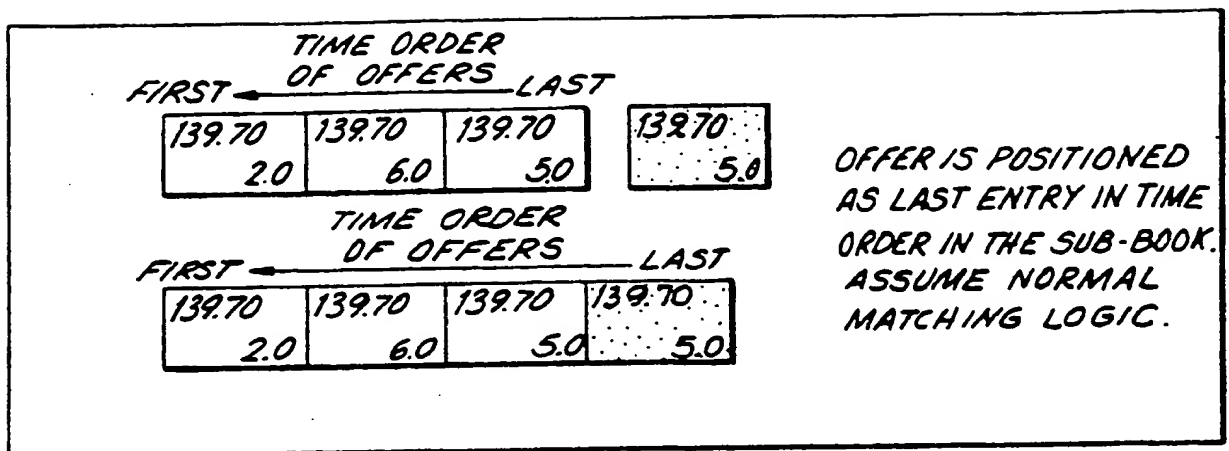 TIME ORDER
OF OFFERS
FIRST LAST
139.70 139.70 139.70 139.70
2.0 6.0 5.0 5.0
TIME ORDER
OF OFFERS
FIRST LAST
139.70 139.70 139.70 139.70
2.0 6.0 5.0 5.0
OFFER IS POSITIONED
AS LAST ENTRY IN TIME
ORDER IN THE SUB-BOOK.
ASSUME NORMAL
MATCHING LOGIC.